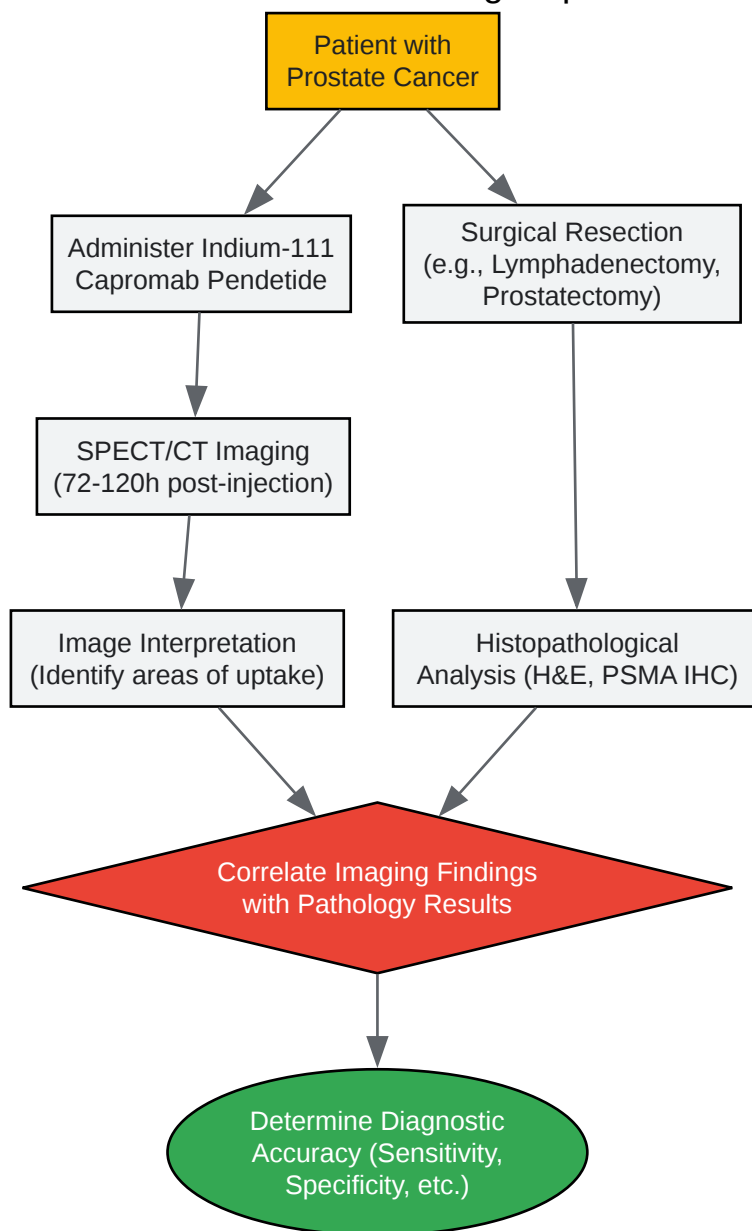 Patient with
Prostate Cancer
Administer Indium-111
Capromab Pendetide
Surgical Resection
(e.g., Lymphadenectomy,
Prostatectomy)
SPECT/CT Imaging
(72-120h post-injection)
Image Interpretation
(Identify areas of uptake)
Histopathological
Analysis (H&E, PSMA IHC)
Correlate Imaging Findings
with Pathology Results
Determine Diagnostic
Accuracy (Sensitivity,
Specificity, etc.)